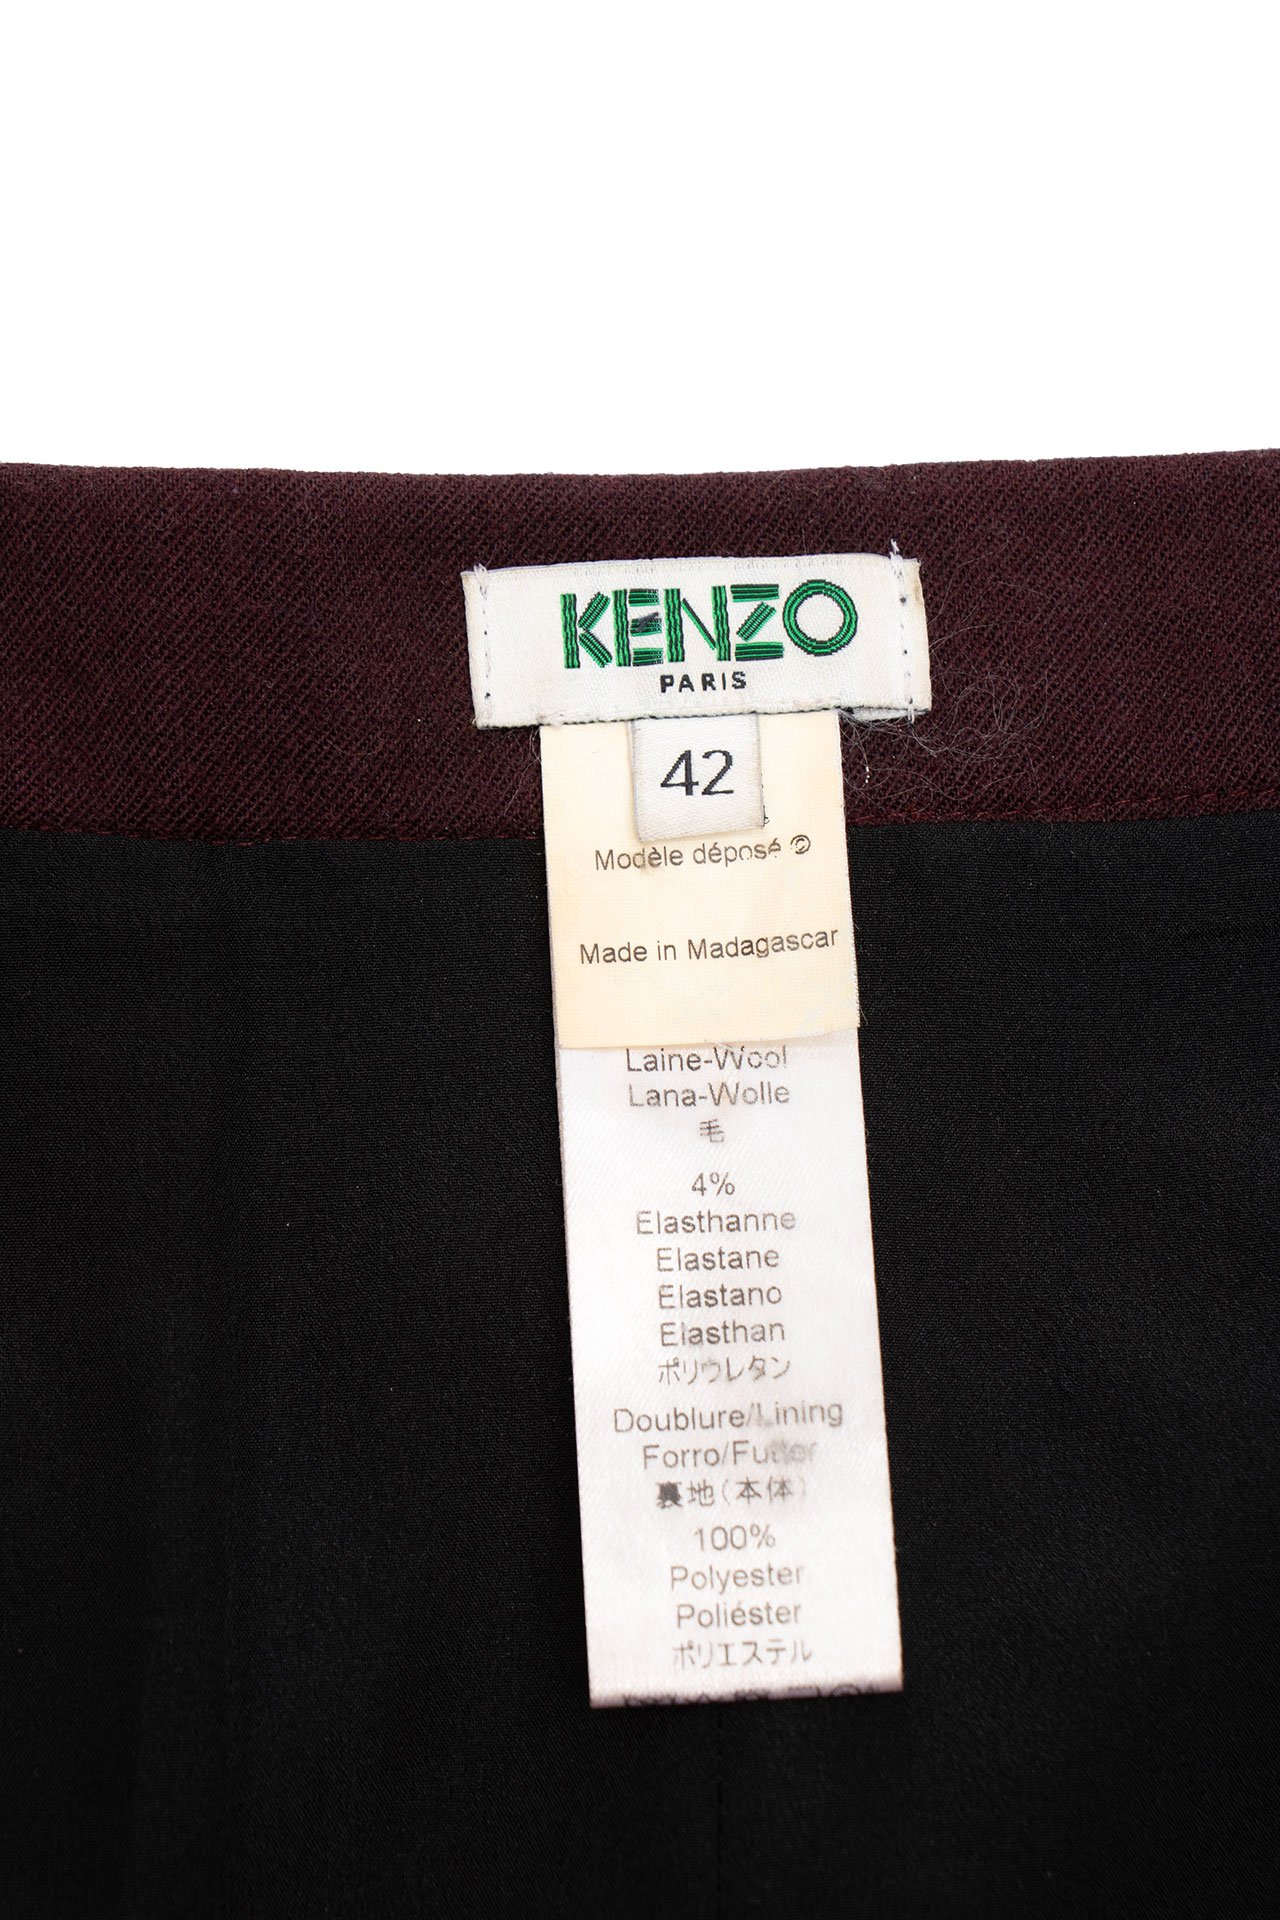 KENZO
PARIS
42
Modèle déposé ©
Made in Madagascar
Laine-Wool
Lana-Wolle
毛
4%
Elasthanne
Elastane
Elastano
Elasthan
ポリウレタン
Doublure/Lining
Forro/Futter
裏地(本体)
100%
Polyester
Poliéster
ポリエステル